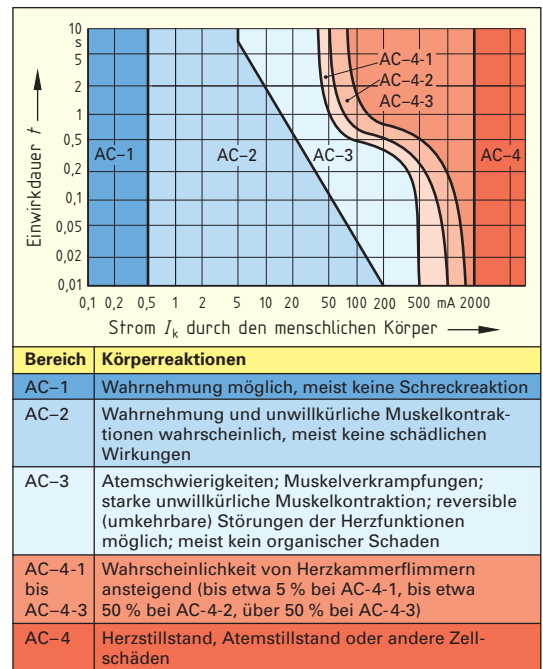 10
s
5
2
1
0,5
0,2
0,1
0,05
0,02
0,01
Einwirkdauer t
AC-4-1
AC-4-2
AC-4-3
AC–1
AC–2
AC–3
AC–4
0,1 0,2 0,5 1 2 5 10 20 50 100 200 500 mA 2000
Strom Ik durch den menschlichen Körper
Bereich Körperreaktionen
AC–1 Wahrnehmung möglich, meist keine Schreckreaktion
AC–2 Wahrnehmung und unwillkürliche Muskelkontrak-
tionen wahrscheinlich, meist keine schädlichen
Wirkungen
AC–3 Atemschwierigkeiten; Muskelverkrampfungen;
starke unwillkürliche Muskelkontraktion; reversible
(umkehrbare) Störungen der Herzfunktionen
möglich; meist kein organischer Schaden
AC–4-1 Wahrscheinlichkeit von Herzkammerflimmern
bis ansteigend (bis etwa 5 % bei AC-4-1, bis etwa
AC–4-3 50 % bei AC-4-2, über 50 % bei AC-4-3)
AC–4 Herzstillstand, Atemstillstand oder andere Zell-
schäden